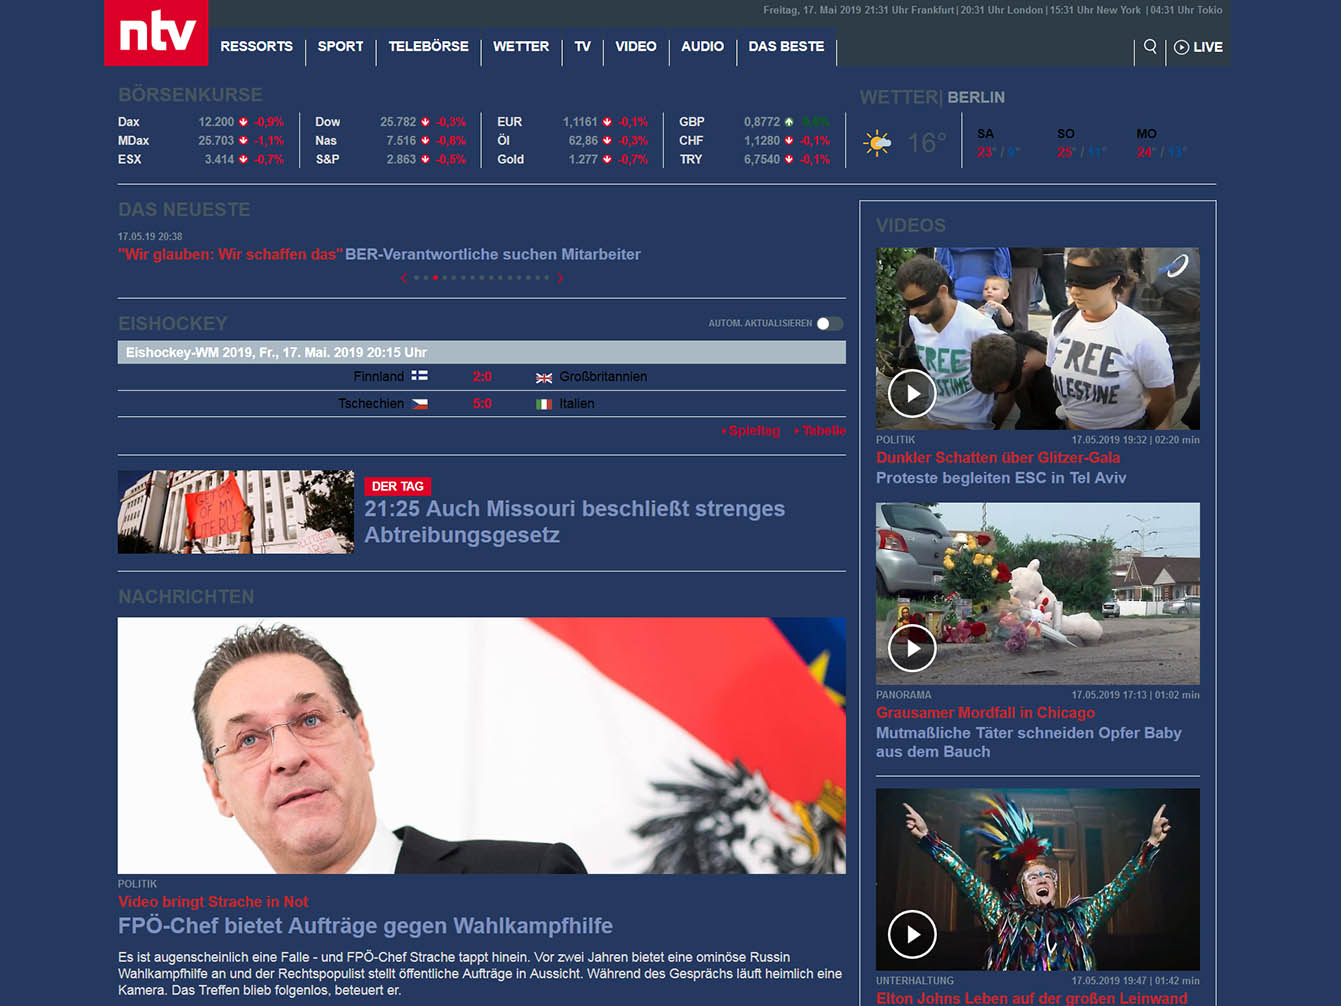 Freitag, 17. Mai 2019 21:31 Uhr Frankfurt | 20:31 Uhr London | 15:31 Uhr New York | 04:31 Uhr Tokio
ntv
RESSORTS SPORT TELEBÖRSE WETTER TV VIDEO AUDIO DAS BESTE LIVE
BÖRSENKURSE
Dax 12.200 -0,9% Dow 25.782 -0,3% EUR 1,1161 -0,1% GBP 0,8772
MDax 25.703 -1,1% Nas 7.516 -0,8% Öl 62,86 -0,3% CHF 1,1280 -0,1%
ESX 3.414 -0,7% S&P 2.863 -0,5% Gold 1.277 -0,7% TRY 6,7540 -0,1%
WETTER| BERLIN
16°
SA SO MO
23° / 9° 25° / 11° 24° / 13°
DAS NEUESTE
17.05.19 20:38
"Wir glauben: Wir schaffen das" BER-Verantwortliche suchen Mitarbeiter
EISHOCKEY
AUTOM. AKTUALISIEREN
Eishockey-WM 2019, Fr., 17. Mai. 2019 20:15 Uhr
Finnland 2:0 Großbritannien
Tschechien 5:0 Italien
Spieltag Tabelle
DER TAG
21:25 Auch Missouri beschließt strenges
Abtreibungsgesetz
OF MY
UTERUS
NACHRICHTEN
POLITIK
Video bringt Strache in Not
FPÖ-Chef bietet Aufträge gegen Wahlkampfhilfe
Es ist augenscheinlich eine Falle - und FPÖ-Chef Strache tappt hinein. Vor zwei Jahren bietet eine ominöse Russin
Wahlkampfhilfe an und der Rechtspopulist stellt öffentliche Aufträge in Aussicht. Während des Gesprächs läuft heimlich eine
Kamera. Das Treffen blieb folgenlos, beteuert er.
VIDEOS
FREE
ESTINE
FREE
ALESTINE
POLITIK 17.05.2019 19:32 | 02:20 min
Dunkler Schatten über Glitzer-Gala
Proteste begleiten ESC in Tel Aviv
PANORAMA 17.05.2019 17:13 | 01:02 min
Grausamer Mordfall in Chicago
Mutmaßliche Täter schneiden Opfer Baby
aus dem Bauch
UNTERHALTUNG 17.05.2019 19:47 | 01:42 min
Elton Johns Leben auf der großen Leinwand